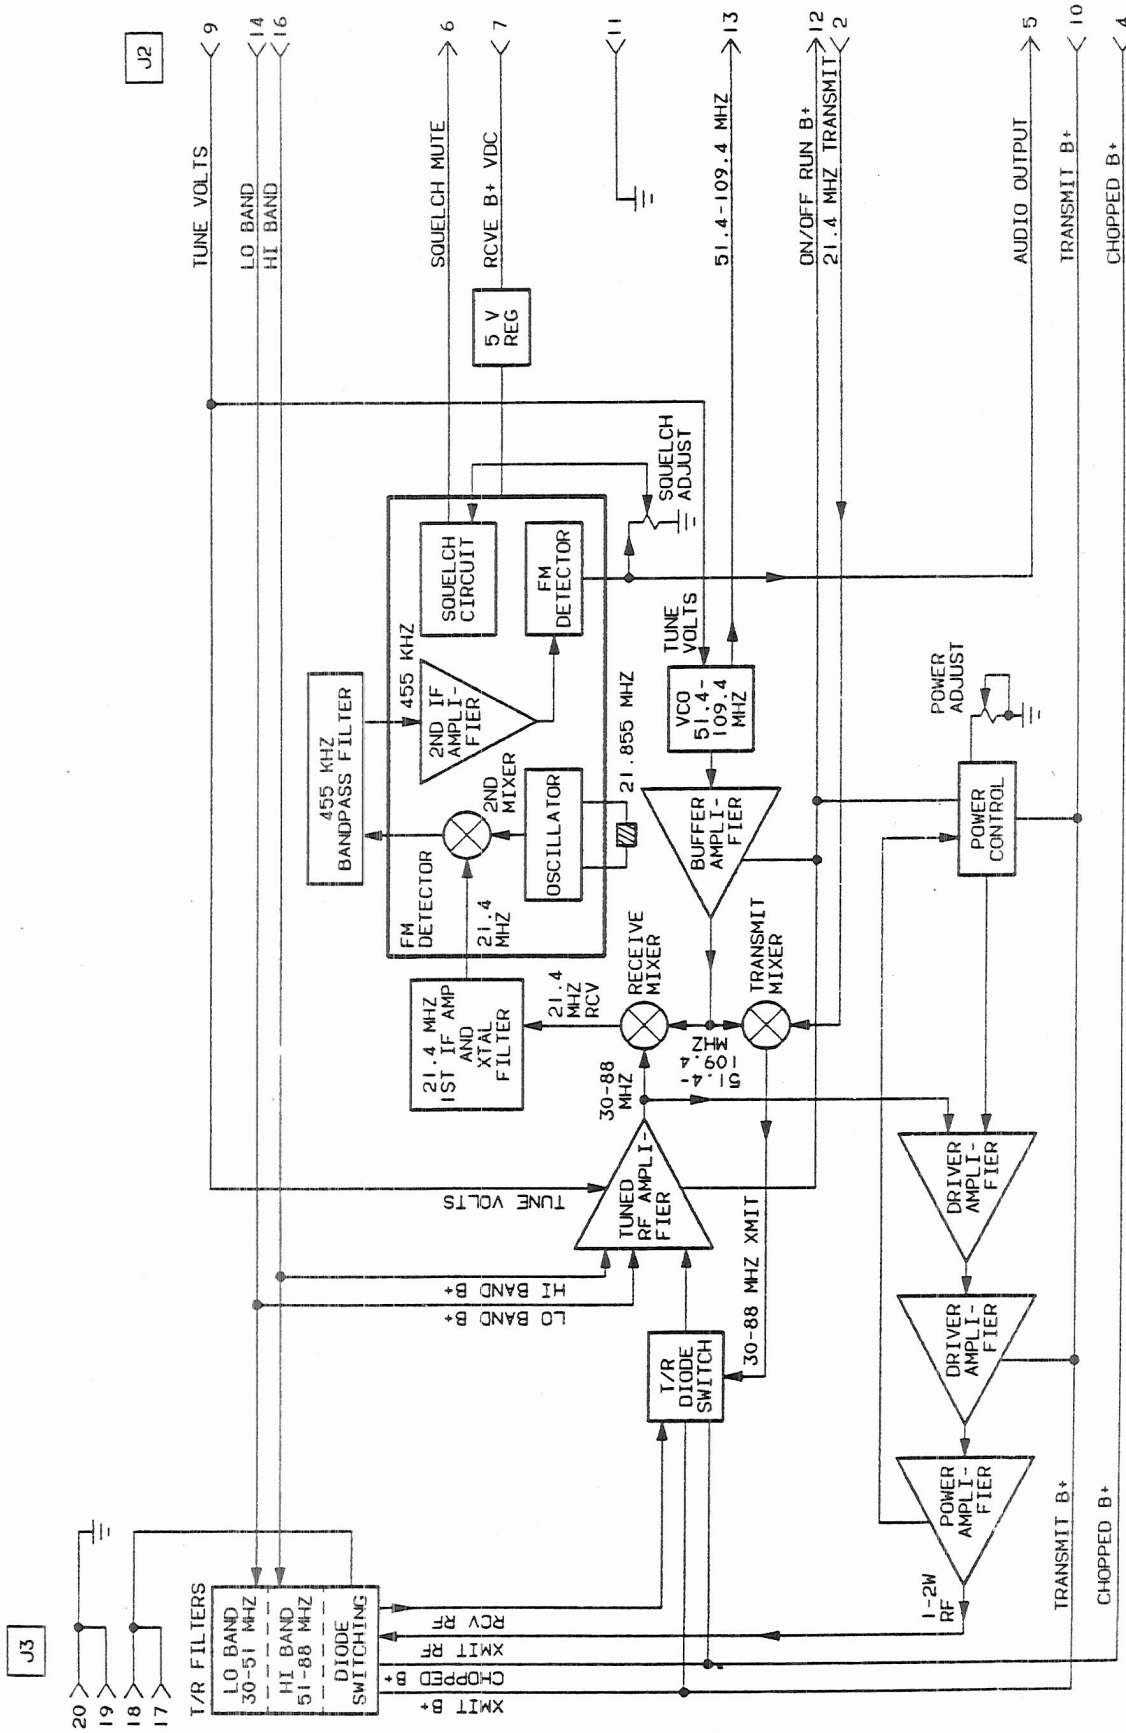 J3
20
19
18
17
T/R FILTERS
LO BAND
30-51 MHZ
HI BAND
51-88 MHZ
DIODE
SWITCHING
RCV RF
XMIT RF
CHOPPED B+
XMIT B+
LO BAND B+
HI BAND B+
TUNE VOLTS
T/R
DIODE
SWITCH
30-88 MHZ XMIT
TUNED
RF AMPLI-
FIER
30-88
MHZ
21.4 MHZ
1ST IF AMP
AND
XTAL
FILTER
21.4
MHZ
RCV
RECEIVE
MIXER
51.4-
109.4
MHZ
TRANSMIT
MIXER
FM
DETECTOR
21.4
MHZ
455 KHZ
BANDPASS FILTER
2ND
MIXER
OSCILLATOR
21.855 MHZ
455 KHZ
2ND IF
AMPLI-
FIER
SQUELCH
CIRCUIT
FM
DETECTOR
SQUELCH
ADJUST
5 V
REG
BUFFER
AMPLI-
FIER
VCO
51.4-
109.4
MHZ
TUNE
VOLTS
POWER
CONTROL
POWER
ADJUST
DRIVER
AMPLI-
FIER
DRIVER
AMPLI-
FIER
POWER
AMPLI-
FIER
1-2W
RF
TRANSMIT B+
CHOPPED B+
J2
TUNE VOLTS
9
LO BAND
14
HI BAND
16
SQUELCH MUTE
6
RCVE B+ VDC
7
11
51.4-109.4 MHZ
13
ON/OFF RUN B+
12
21.4 MHZ TRANSMIT
2
AUDIO OUTPUT
5
TRANSMIT B+
10
CHOPPED B+
4